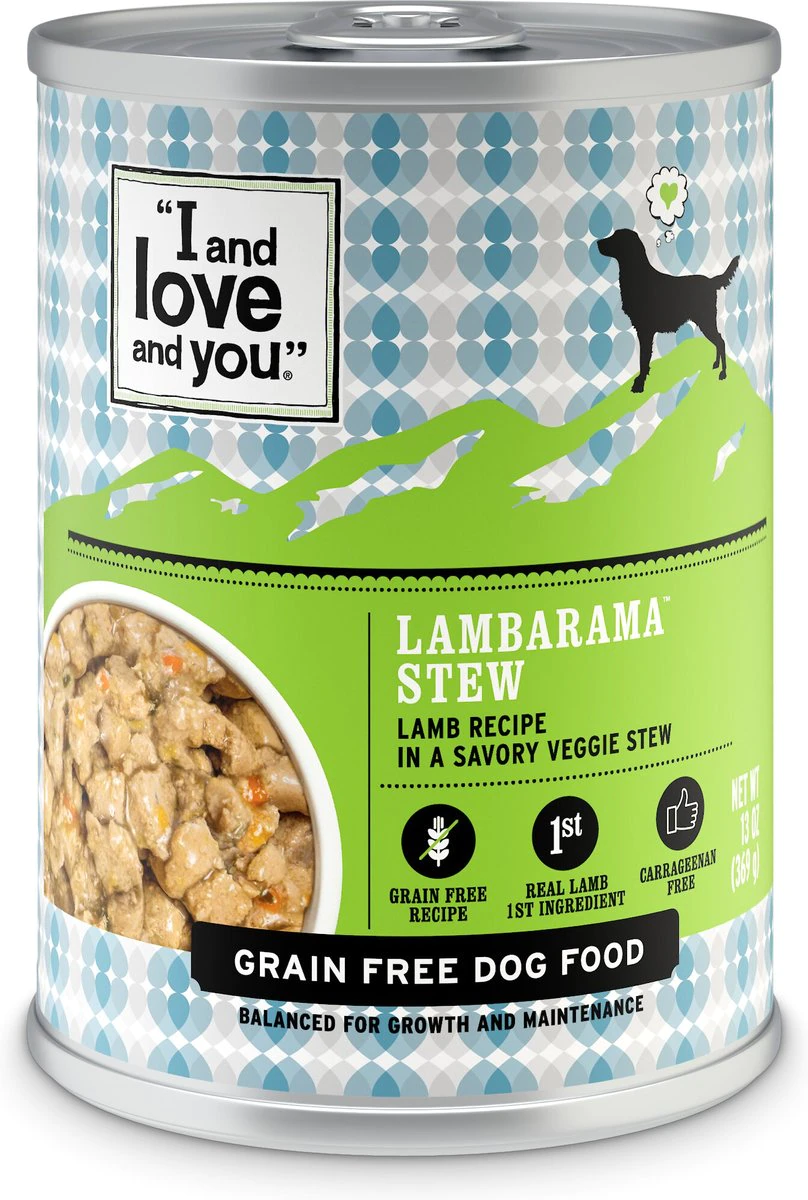 "I and
love
and you"®
LAMBARAMA™
STEW
LAMB RECIPE
IN A SAVORY VEGGIE STEW
GRAIN FREE
RECIPE
1st
REAL LAMB
1ST INGREDIENT
CARRAGEENAN
FREE
NET WT
13 OZ
(369 g)
GRAIN FREE DOG FOOD
BALANCED FOR GROWTH AND MAINTENANCE